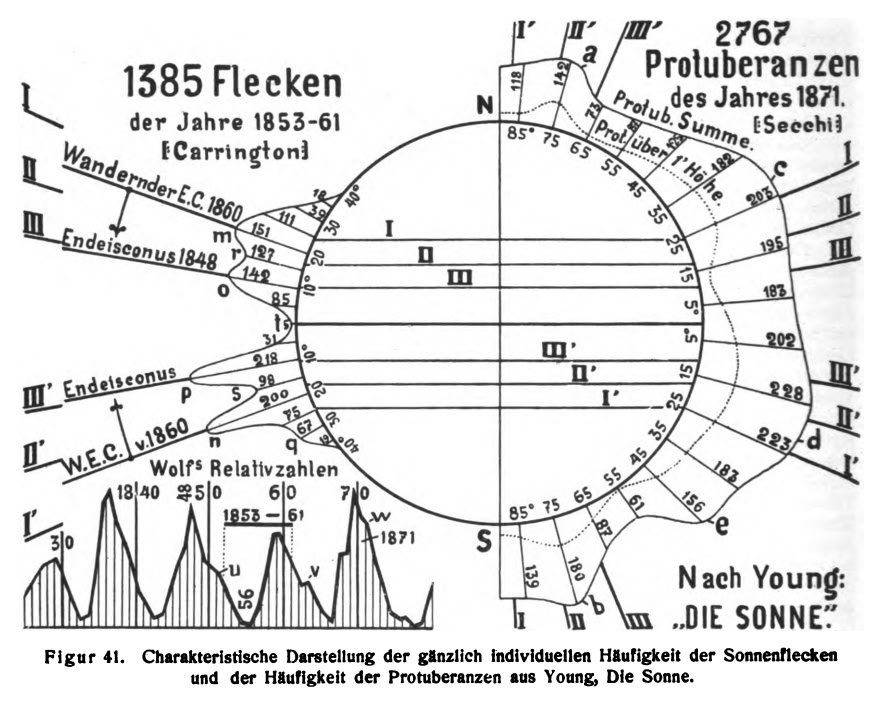 1385 Flecken
der Jahre 1853-61
[Carrington]
2767
Protuberanzen
des Jahres 1871.
[Secchi]
I' II' III'
a
N
118 142 73 123 182 203 195 183 202 228 223 183 156 61 87 180 139
Protub. Summe.
Prot. über 1' Höhe
c
I
II
III
I
II
III
Wandernder E.C. 1860
Endeisconus 1848
m
r
o
18
39
111
151
127
142
85
t 5
31
218
98
200
75
67
40° 30 20 10°
85° 75 65 55 45 35 25 15 5°
I
II
III
III'
II'
I'
5° 15 25 35 45 55 65 75 85°
10° 20 30 40°
III'
Endeisconus
p
s
n
q
II'
W.E.C. v. 1860
I'
III'
II'
I'
d
e
b
S
I II III
Wolfs Relativzahlen
30 1840 48 50 60 70
1853 – 61
56
u
v
w
1871
Nach Young:
„DIE SONNE."
Figur 41. Charakteristische Darstellung der gänzlich individuellen Häufigkeit der Sonnenflecken
und der Häufigkeit der Protuberanzen aus Young, Die Sonne.